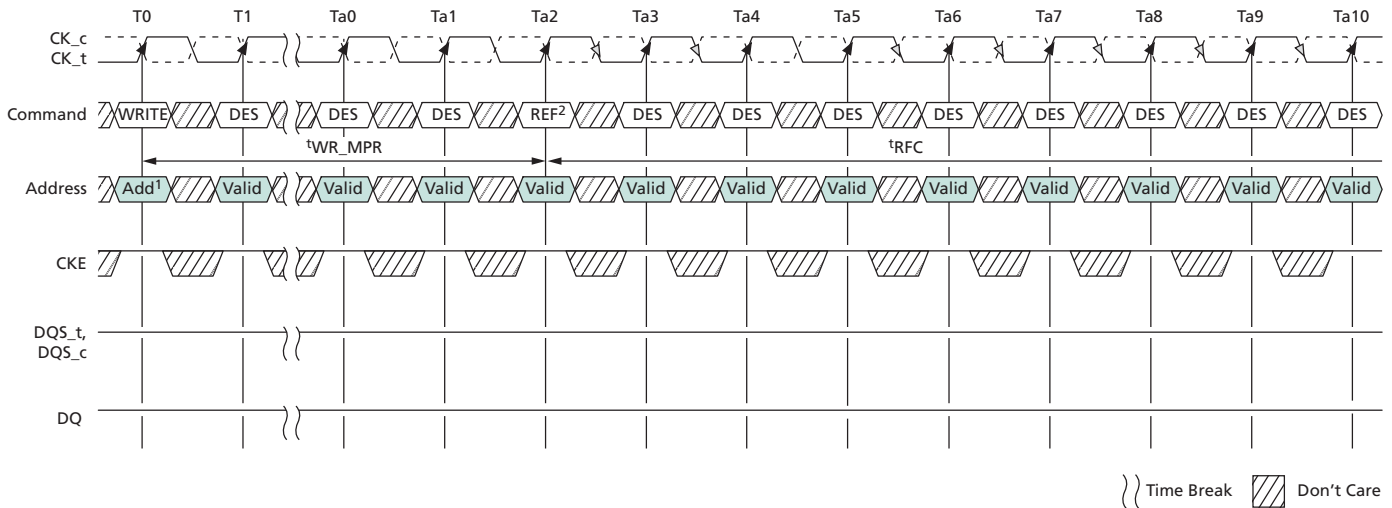 T0 T1 Ta0 Ta1 Ta2 Ta3 Ta4 Ta5 Ta6 Ta7 Ta8 Ta9 Ta10
CK_c
CK_t
Command WRITE DES DES DES REF2 DES DES DES DES DES DES DES DES
tWR_MPR tRFC
Address Add1 Valid Valid Valid Valid Valid Valid Valid Valid Valid Valid Valid Valid
CKE
DQS_t,
DQS_c
DQ
Time Break Don't Care